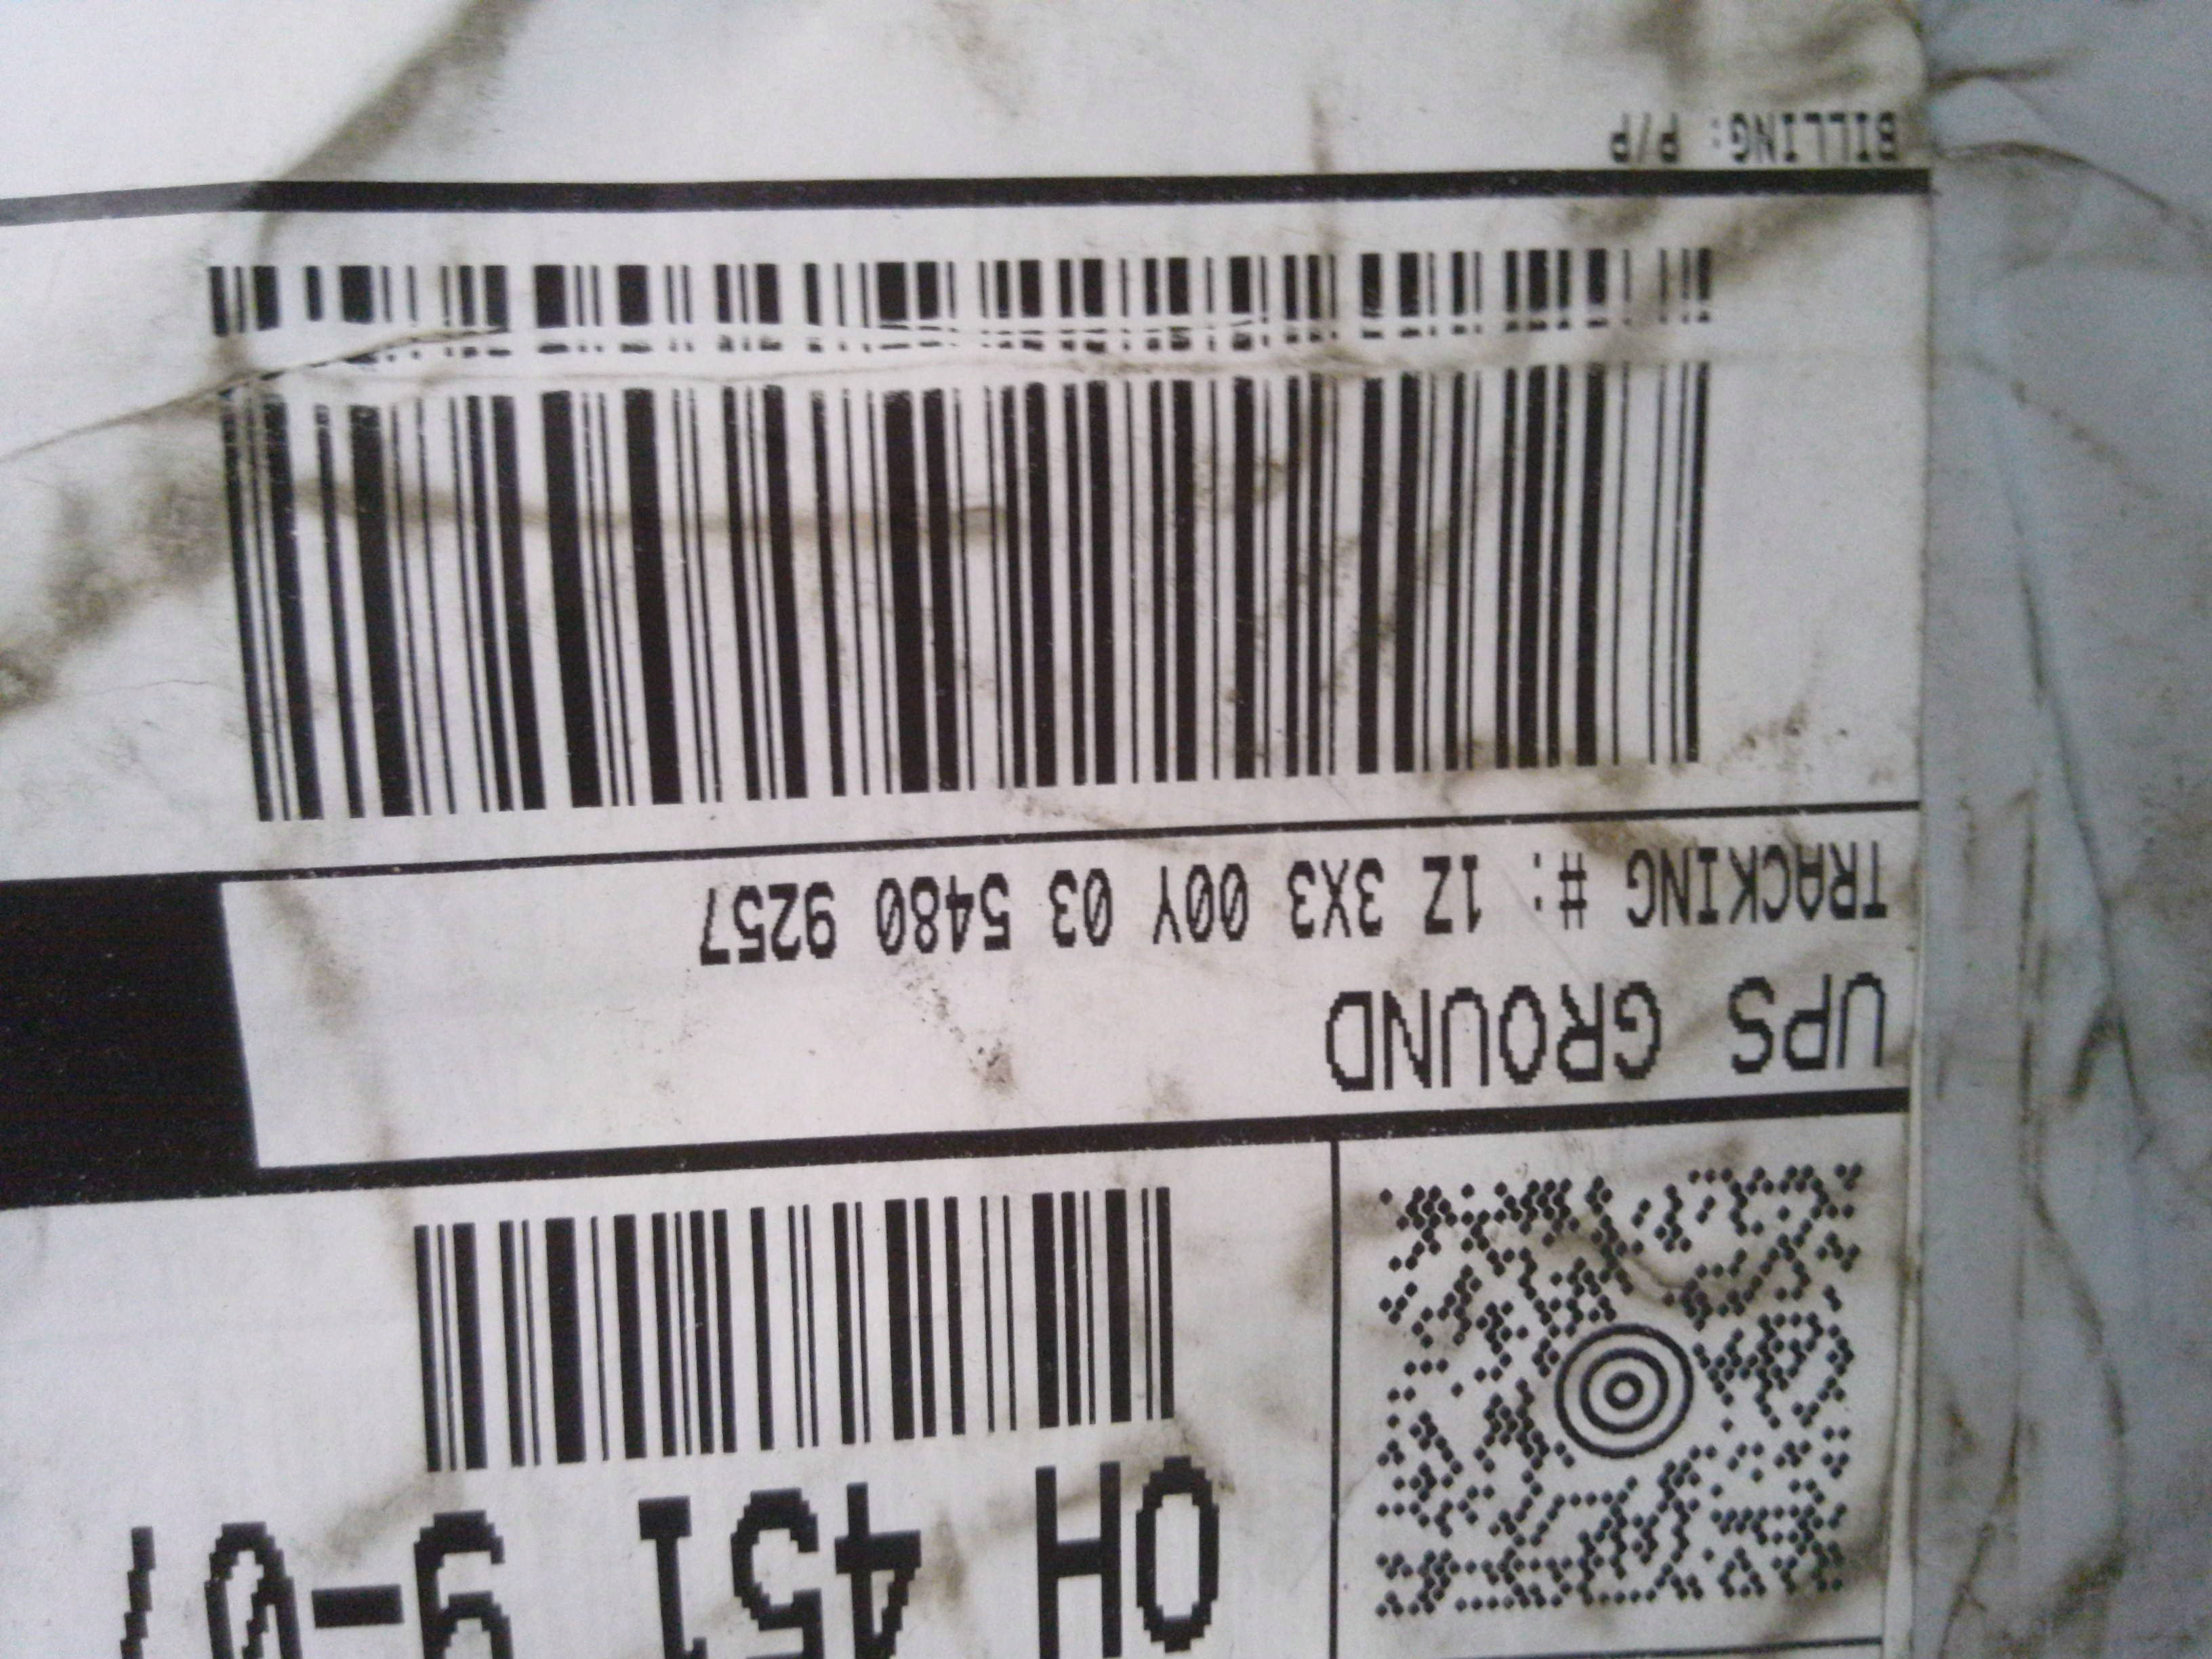 OH 451 9-0
UPS GROUND
TRACKING #: 1Z 3X3 00Y 03 5480 9257
BILLING: P/P